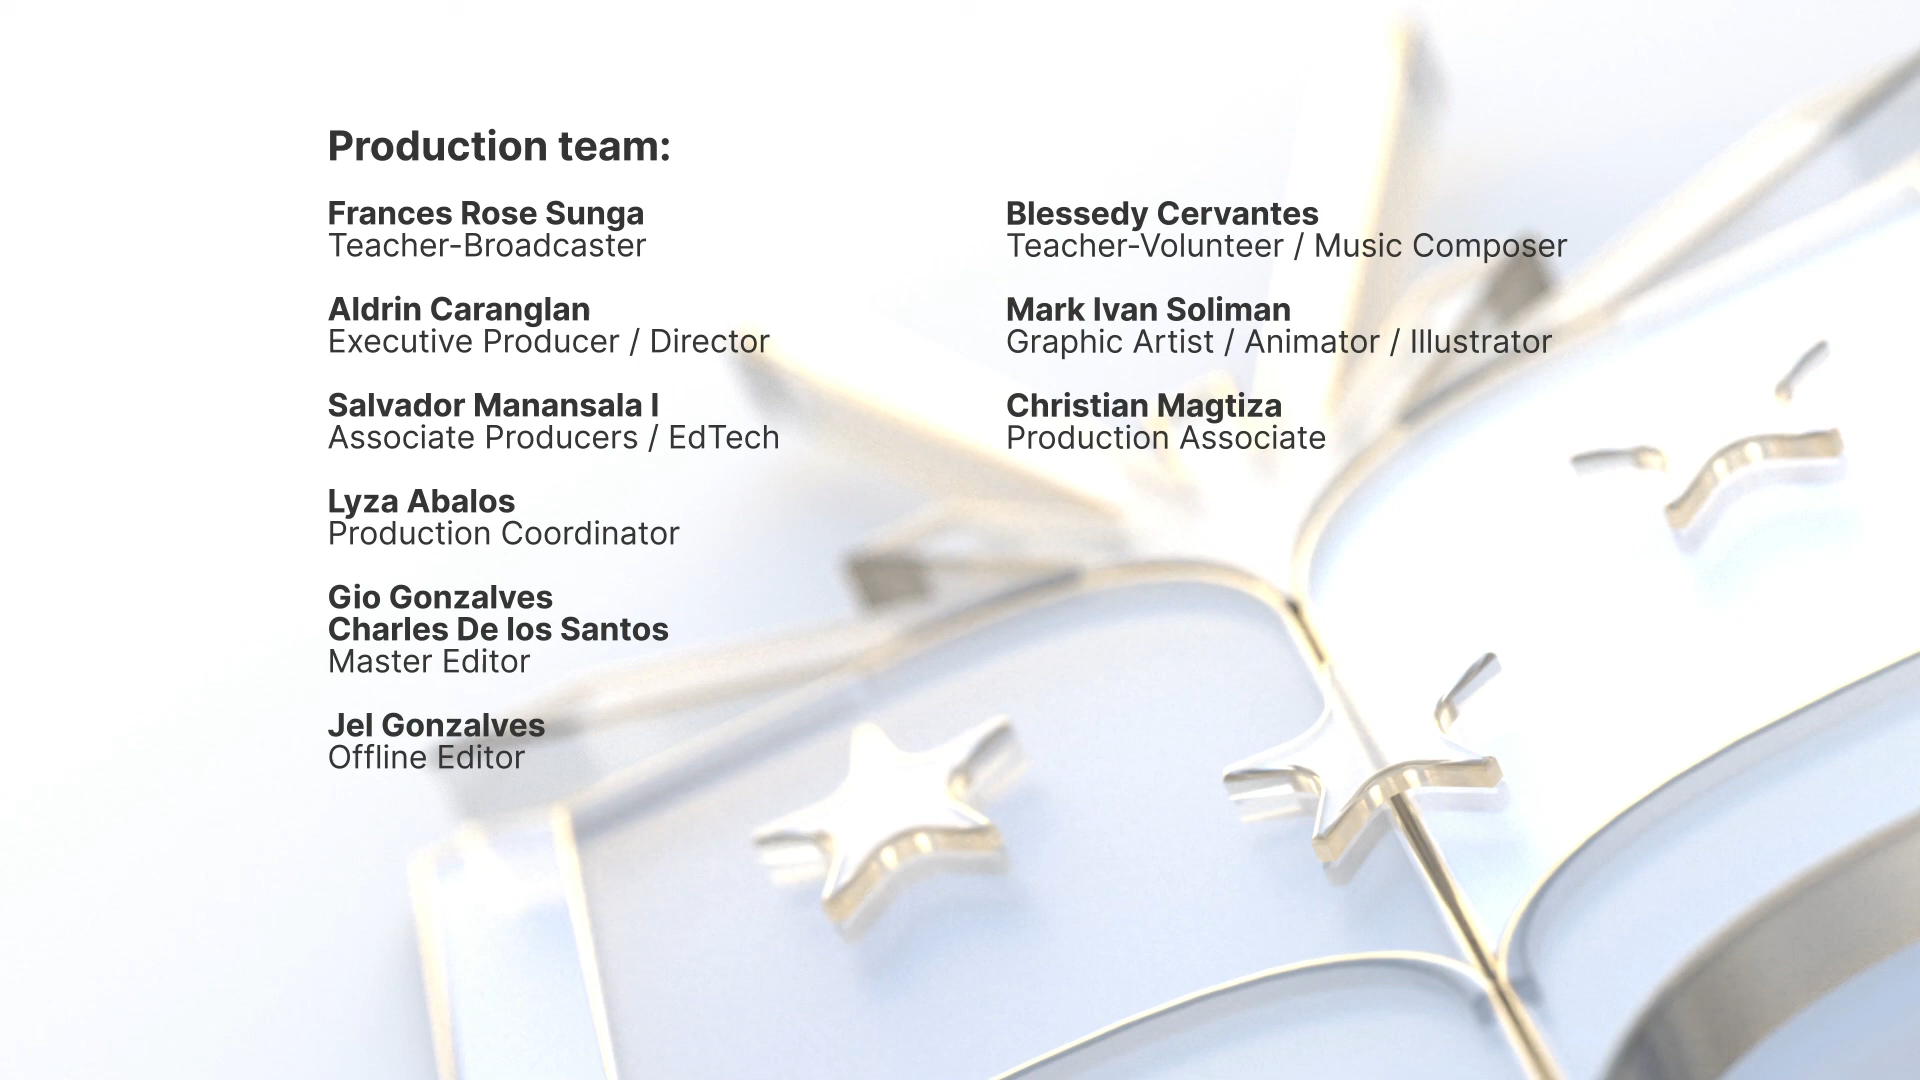 Production team:
Frances Rose Sunga
Teacher-Broadcaster
Aldrin Caranglan
Executive Producer / Director
Salvador Manansala I
Associate Producers / EdTech
Lyza Abalos
Production Coordinator
Gio Gonzalves
Charles De los Santos
Master Editor
Jel Gonzalves
Offline Editor
Blessedy Cervantes
Teacher-Volunteer / Music Composer
Mark Ivan Soliman
Graphic Artist / Animator / Illustrator
Christian Magtiza
Production Associate